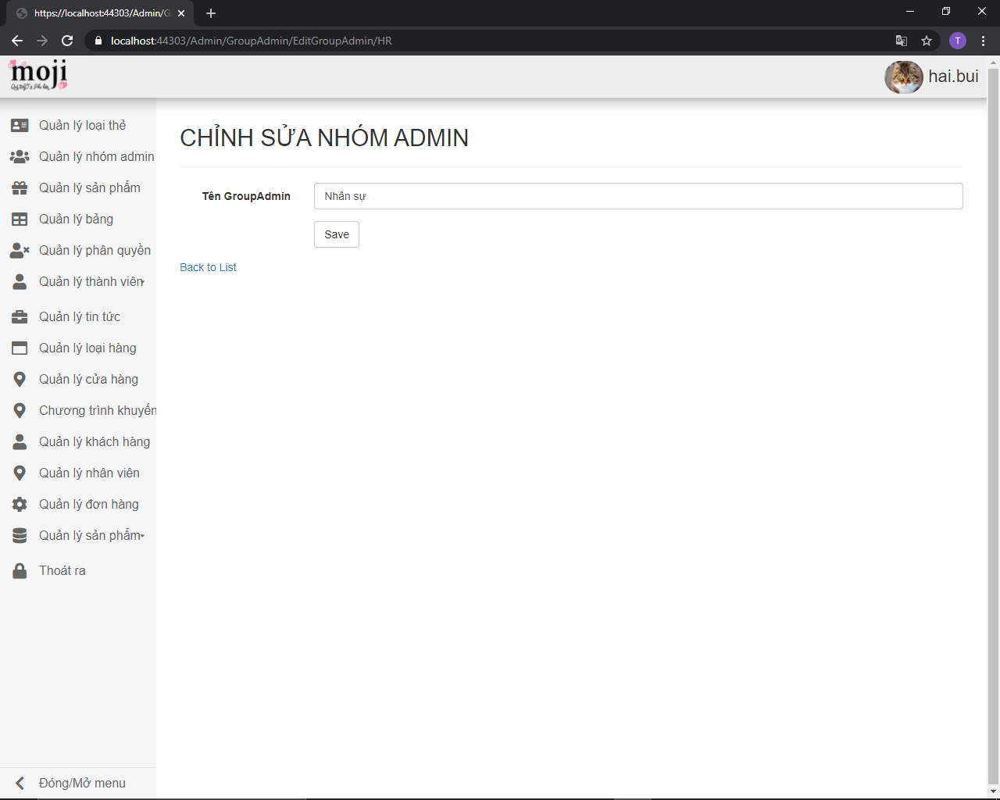 https://localhost:44303/Admin/G
localhost:44303/Admin/GroupAdmin/EditGroupAdmin/HR
T
moji
hai.bui
Quản lý loại thẻ
Quản lý nhóm admin
Quản lý sản phẩm
Quản lý bảng
Quản lý phân quyền
Quản lý thành viên
Quản lý tin tức
Quản lý loại hàng
Quản lý cửa hàng
Chương trình khuyến
Quản lý khách hàng
Quản lý nhân viên
Quản lý đơn hàng
Quản lý sản phẩm
Thoát ra
Đóng/Mở menu
CHỈNH SỬA NHÓM ADMIN
Tên GroupAdmin
Nhân sự
Save
Back to List